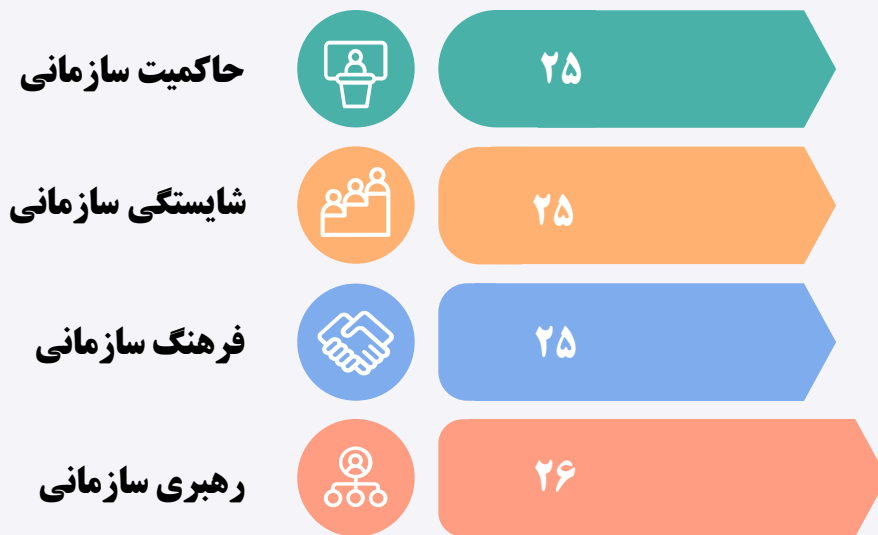 حاکمیت سازمانی
۲۵
شایستگی سازمانی
۲۵
فرهنگ سازمانی
۲۵
رهبری سازمانی
۲۶